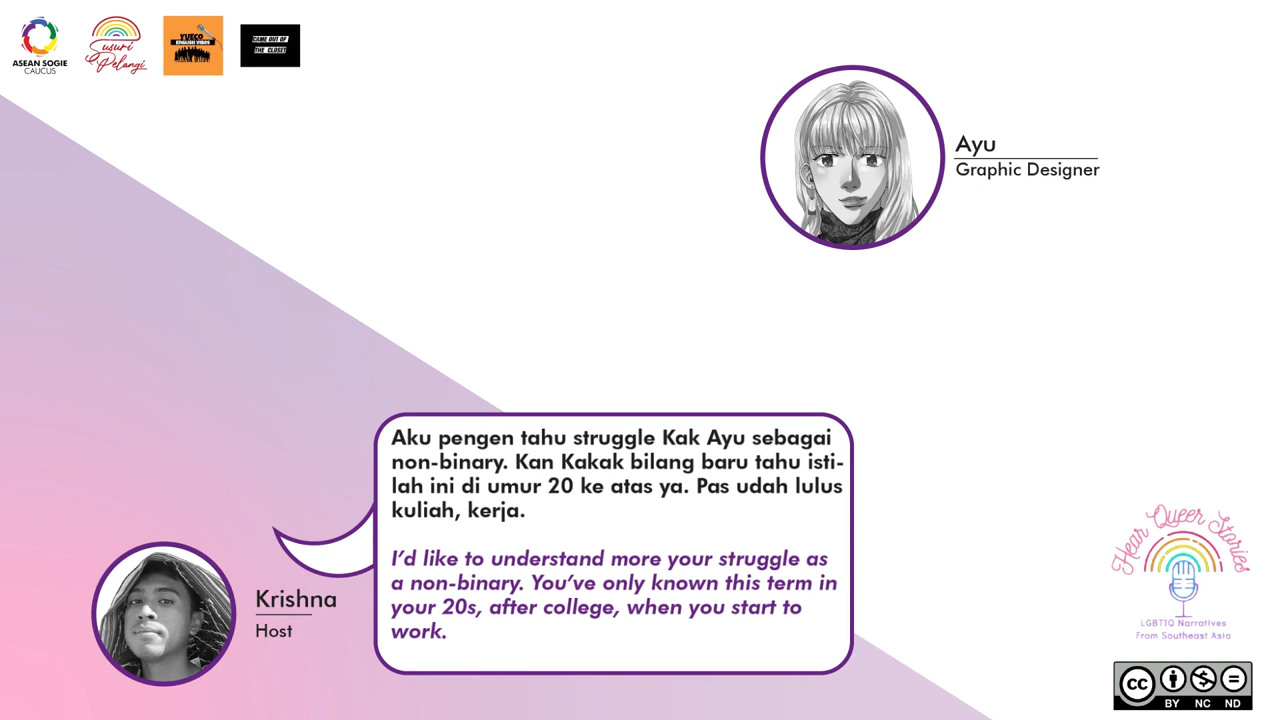 ASEAN SOGIE
CAUCUS
Susuri
Pelangi
YUECO
ENGLISH VIBES
CAME OUT OF
THE CLOSET
Ayu
Graphic Designer
Aku pengen tahu struggle Kak Ayu sebagai
non-binary. Kan Kakak bilang baru tahu isti-
lah ini di umur 20 ke atas ya. Pas udah lulus
kuliah, kerja.
I'd like to understand more your struggle as
a non-binary. You've only known this term in
your 20s, after college, when you start to
work.
Krishna
Host
Hear Queer Stories
LGBTIQ Narratives
From Southeast Asia
cc
BY NC ND